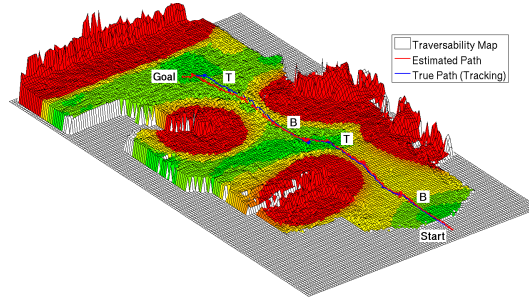 Traversability Map
Estimated Path
True Path (Tracking)
Goal
T
B
T
B
Start